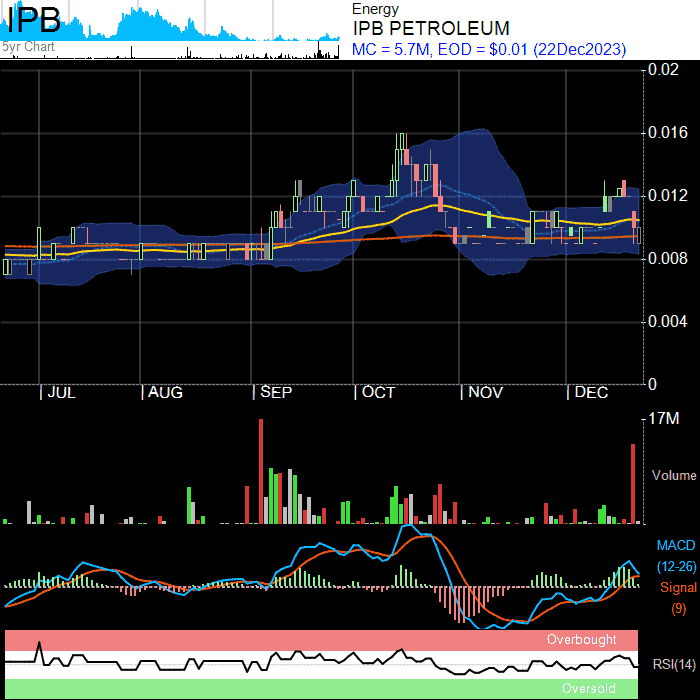 IPB
5yr Chart
Energy
IPB PETROLEUM
MC = 5.7M, EOD = $0.01 (22Dec2023)
0.02
0.016
0.012
0.008
0.004
0
JUL AUG SEP OCT NOV DEC
17M
Volume
MACD
(12-26)
Signal
(9)
Overbought
RSI(14)
Oversold